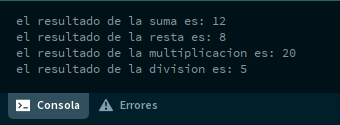 el resultado de la suma es: 12
el resultado de la resta es: 8
el resultado de la multiplicacion es: 20
el resultado de la division es: 5
Consola Errores